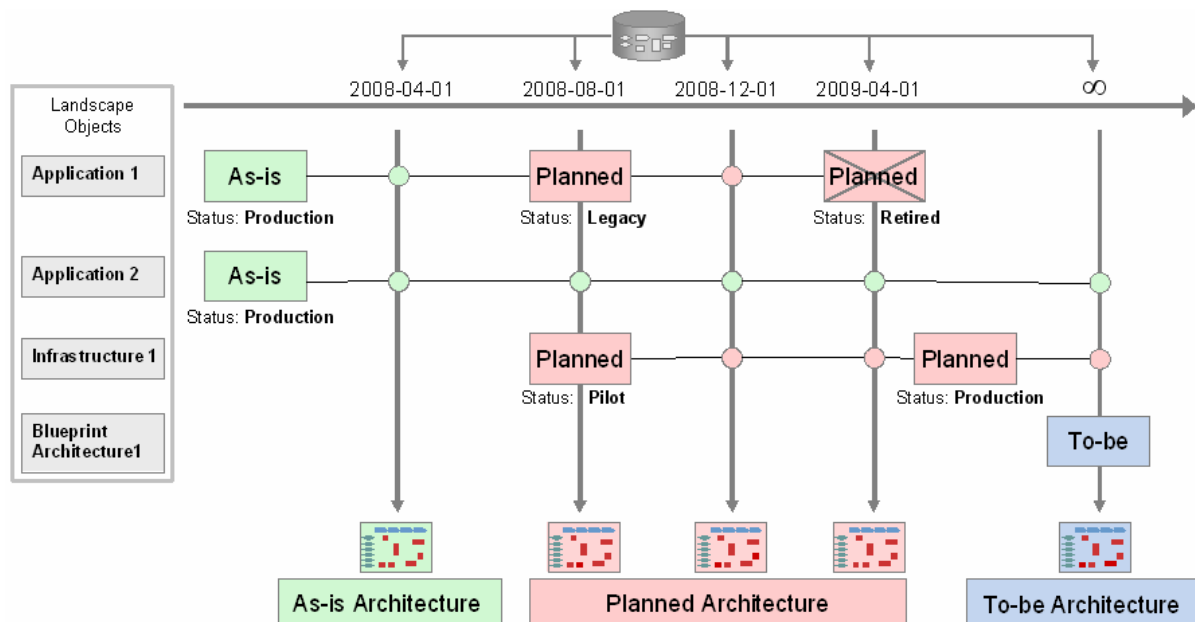 2008-04-01
2008-08-01
2008-12-01
2009-04-01
∞
Landscape
Objects
Application 1
As-is
Planned
Planned
Status: Production
Status: Legacy
Status: Retired
Application 2
As-is
Status: Production
Infrastructure 1
Planned
Planned
Status: Pilot
Status: Production
Blueprint
Architecture1
To-be
As-is Architecture
Planned Architecture
To-be Architecture